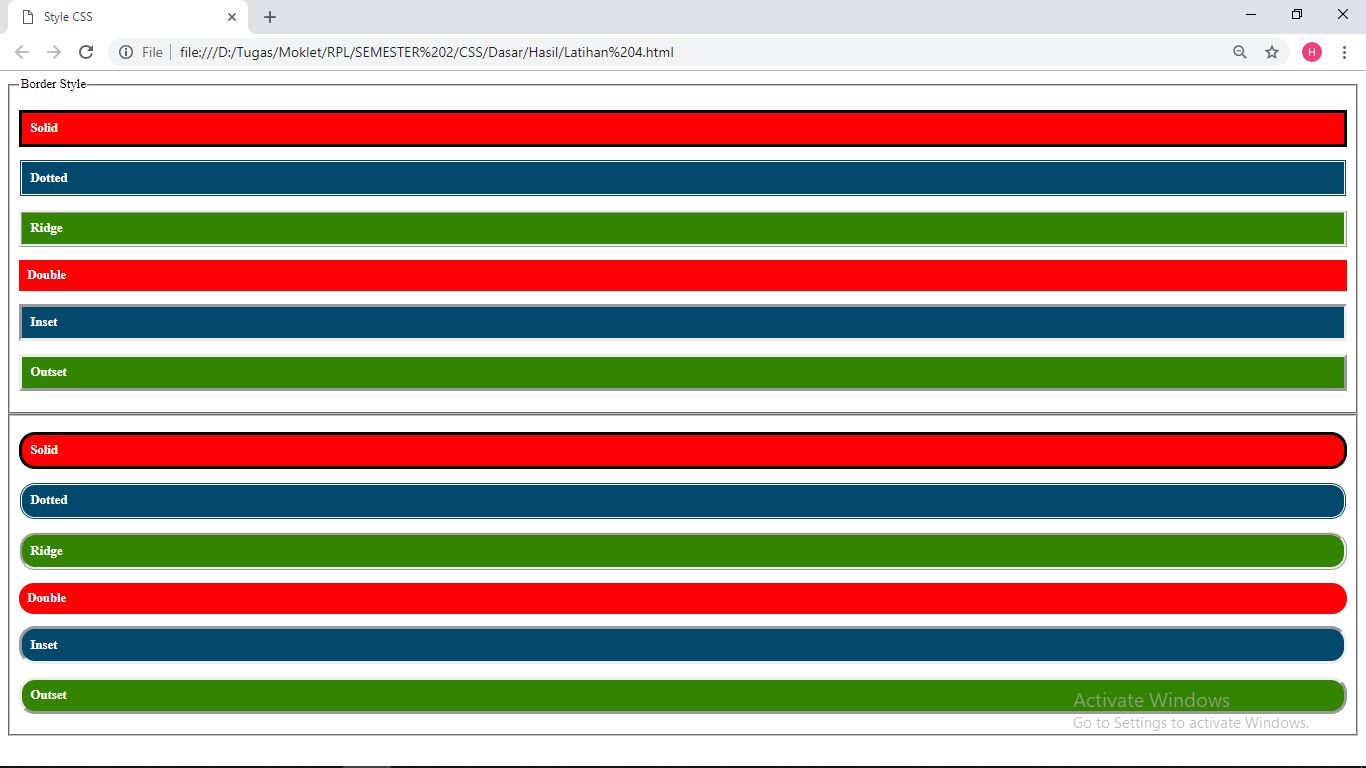 Style CSS
File file:///D:/Tugas/Moklet/RPL/SEMESTER%202/CSS/Dasar/Hasil/Latihan%204.html
H
Border Style
Solid
Dotted
Ridge
Double
Inset
Outset
Solid
Dotted
Ridge
Double
Inset
Outset
Activate Windows
Go to Settings to activate Windows.